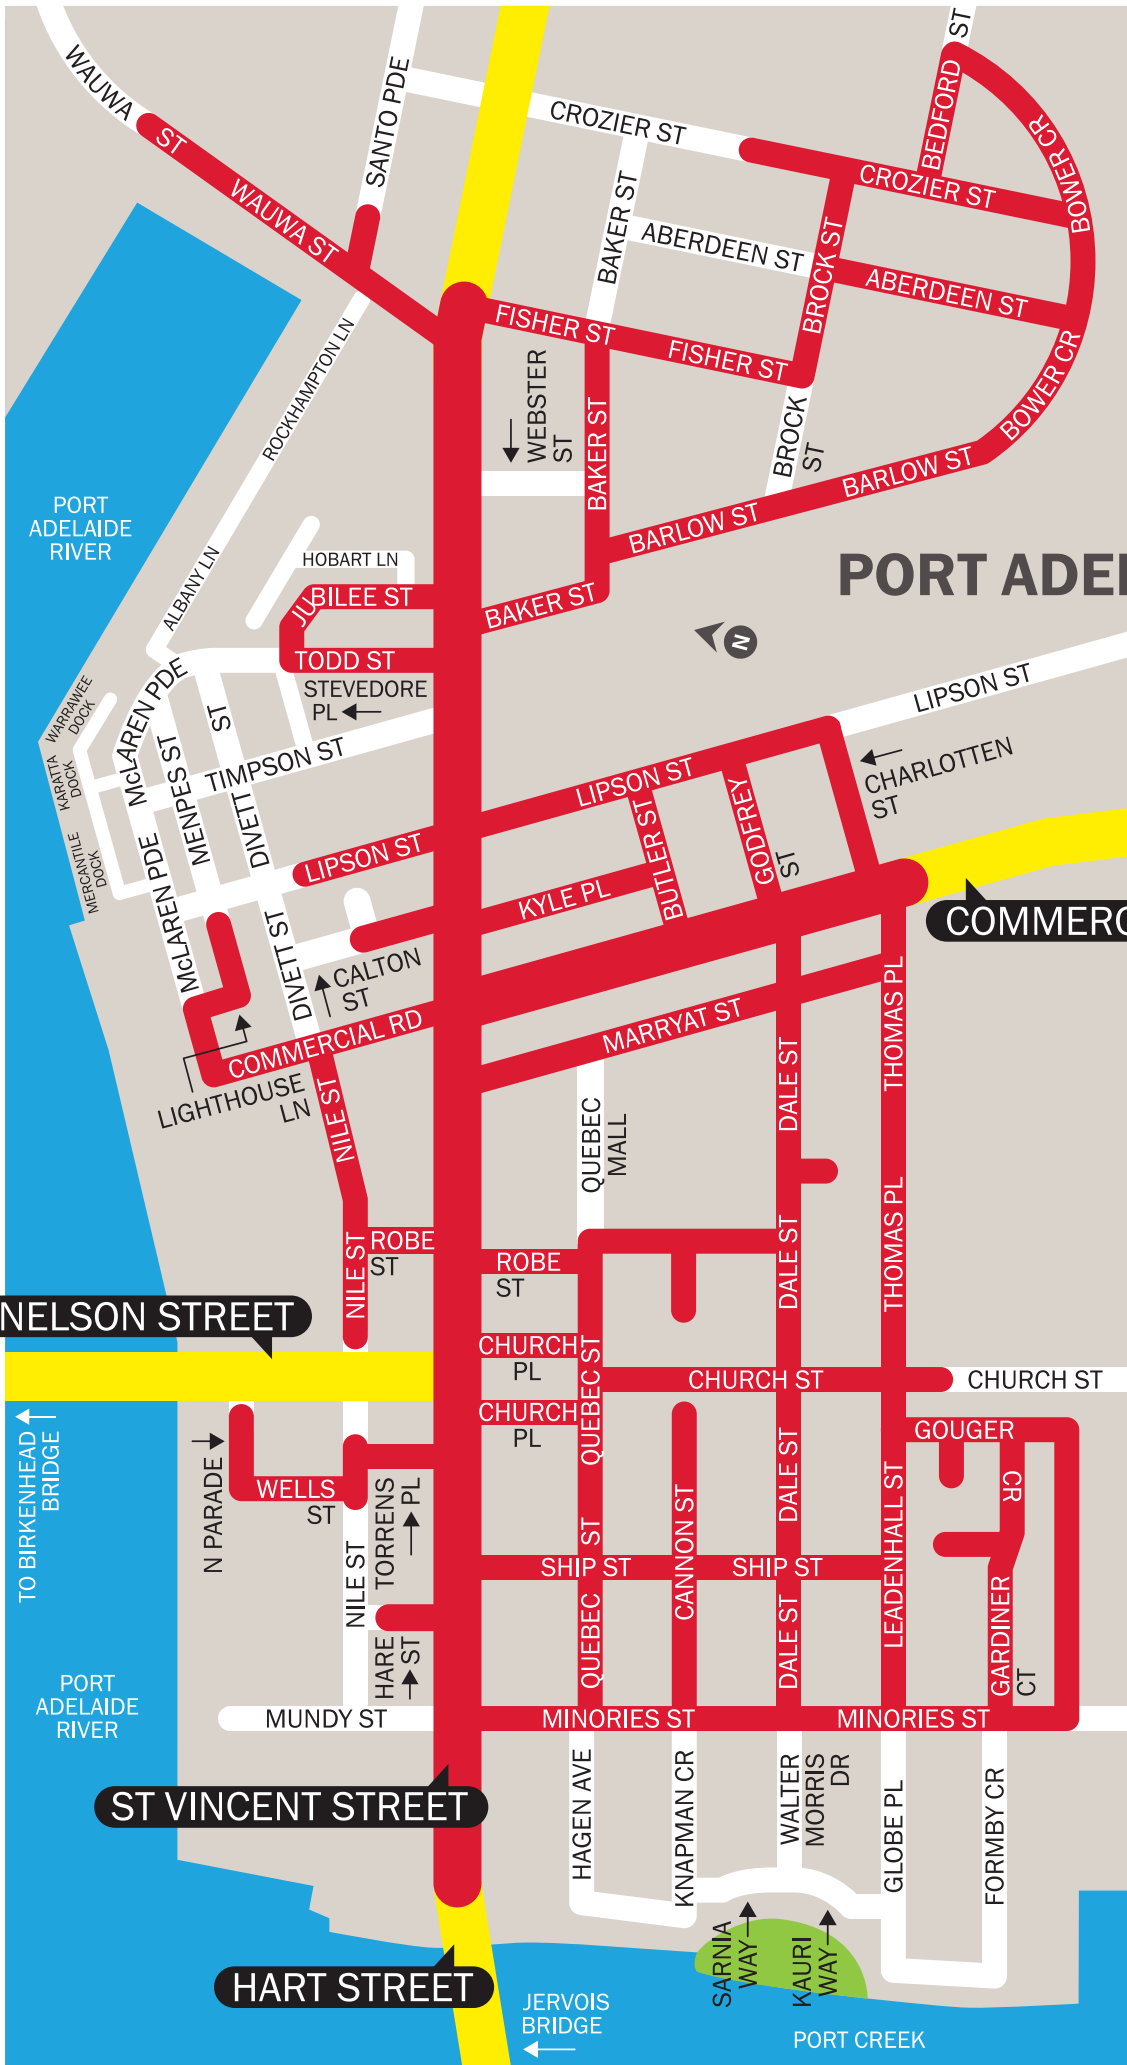 WAUWA
ST
WAUWA ST
SANTO PDE
CROZIER ST
ST
BEDFORD
BOWER CR
CROZIER ST
BOWER CR
BAKER ST
ABERDEEN ST
BROCK ST
ABERDEEN ST
FISHER ST
FISHER ST
ROCKHAMPTON LN
WEBSTER
ST
BAKER ST
BROCK
ST
BOWER CR
BARLOW ST
BARLOW ST
PORT
ADELAIDE
RIVER
HOBART LN
ALBANY LN
JU
BILEE ST
BAKER ST
PORT ADEL
N
TODD ST
STEVEDORE
PL
WARRAWEE
DOCK
McLAREN PDE
ST
LIPSON ST
KARATTA
DOCK
MENPES ST
TIMPSON ST
CHARLOTTEN
ST
LIPSON ST
GODFREY
ST
BUTLER ST
MERCANTILE
DOCK
McLAREN PDE
DIVETT
LIPSON ST
KYLE PL
COMMERC
DIVETT ST
CALTON
ST
COMMERCIAL RD
MARRYAT ST
THOMAS PL
LIGHTHOUSE
LN
NILE ST
DALE ST
QUEBEC
MALL
ROBE
ST
ROBE
ST
NILE ST
DALE ST
THOMAS PL
NELSON STREET
CHURCH
PL
QUEBEC ST
CHURCH ST
CHURCH ST
CHURCH
PL
TO BIRKENHEAD
BRIDGE
N PARADE
WELLS
ST
TORRENS
PL
DALE ST
GOUGER
CR
LEADENHALL ST
ST
CANNON ST
SHIP ST
SHIP ST
NILE ST
HARE
ST
QUEBEC
DALE ST
GARDINER
CT
PORT
ADELAIDE
RIVER
MUNDY ST
MINORIES ST
MINORIES ST
ST VINCENT STREET
HAGEN AVE
KNAPMAN CR
WALTER
MORRIS
DR
GLOBE PL
FORMBY CR
HART STREET
SARNIA
WAY
KAURI
WAY
JERVOIS
BRIDGE
PORT CREEK